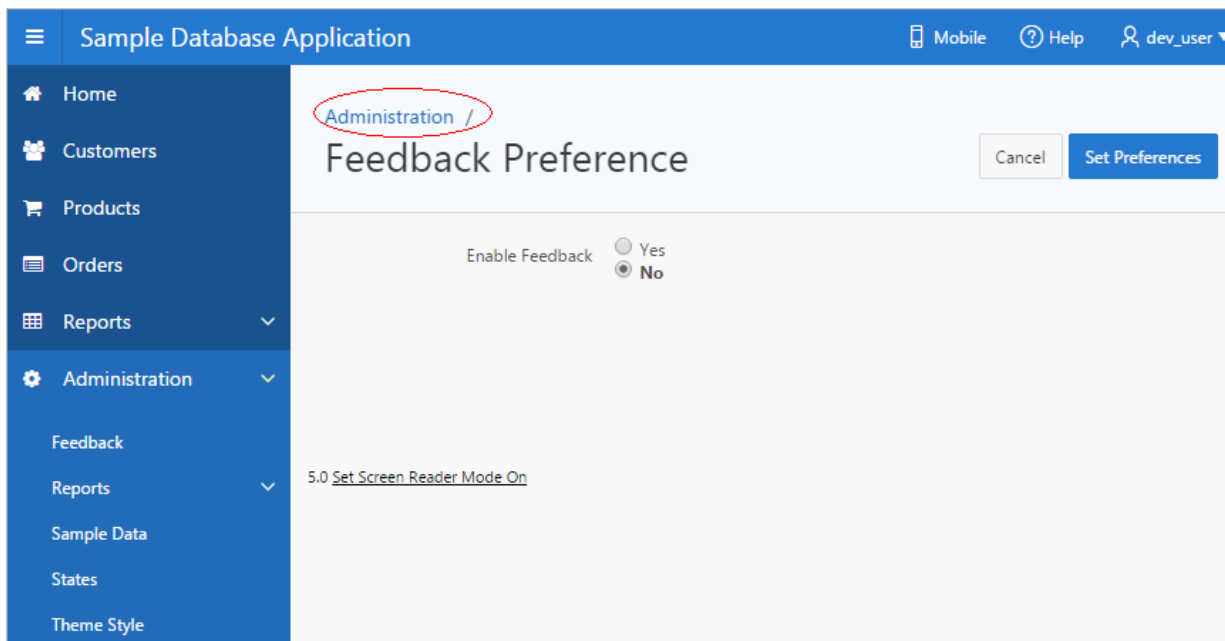 Sample Database Application
Mobile
Help
dev_user
Home
Customers
Products
Orders
Reports
Administration
Feedback
Reports
Sample Data
States
Theme Style
Administration /
Feedback Preference
Cancel
Set Preferences
Enable Feedback
Yes
No
5.0 Set Screen Reader Mode On